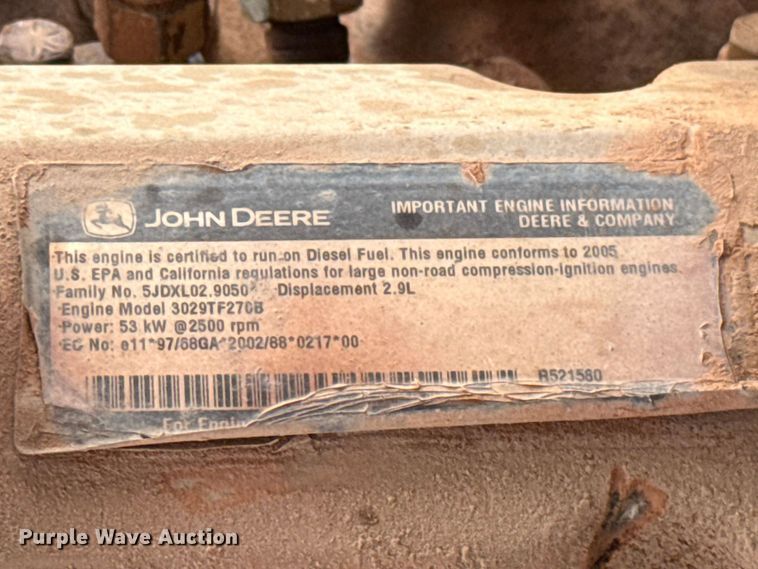 JOHN DEERE
IMPORTANT ENGINE INFORMATION
DEERE & COMPANY
This engine is certified to run on Diesel Fuel. This engine conforms to 2005
U.S. EPA and California regulations for large non-road compression-ignition engines.
Family No. 5JDXL02.9050 Displacement 2.9L
Engine Model 3029TF270B
Power: 53 kW @2500 rpm
EC No: e11*97/68GA*2002/88*0217*00
R521580
For Engin
Purple Wave Auction